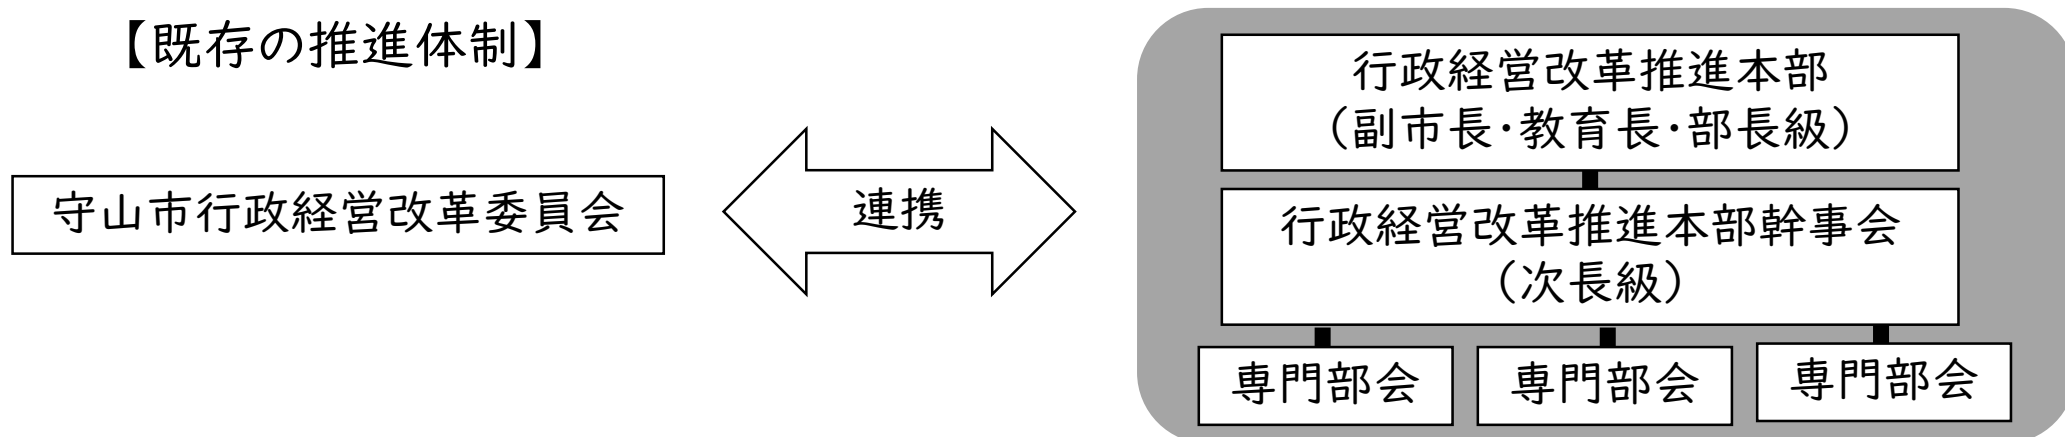 【既存の推進体制】
守山市行政経営改革委員会
連携
行政経営改革推進本部
（副市長・教育長・部長級）
行政経営改革推進本部幹事会
（次長級）
専門部会
専門部会
専門部会